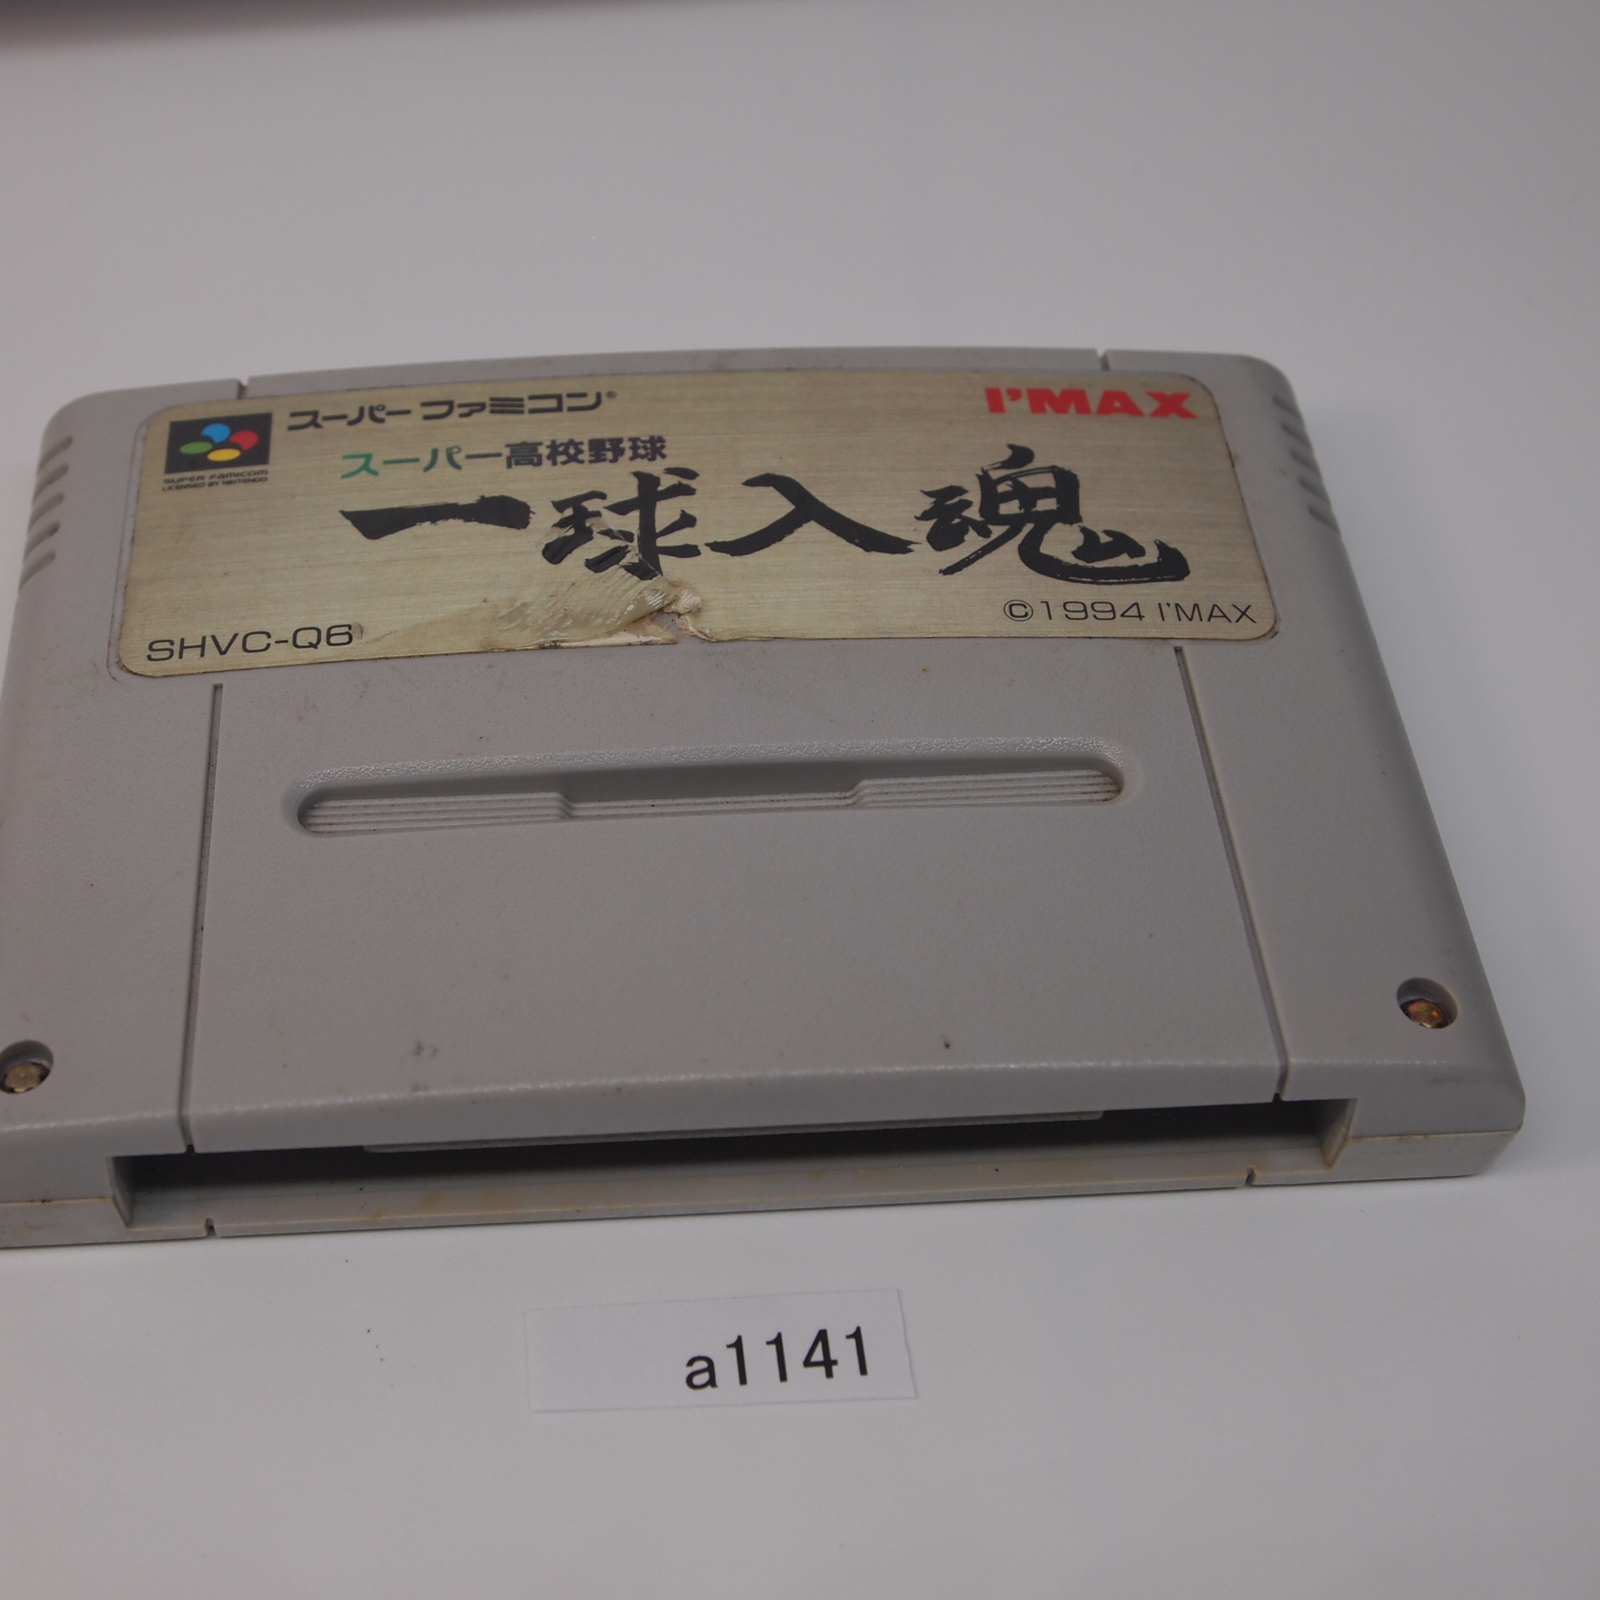 スーパーファミコン®
I'MAX
SUPER FAMICOM
LICENSED BY NINTENDO
スーパー高校野球
一球入魂
©1994 I'MAX
SHVC-Q6
a1141